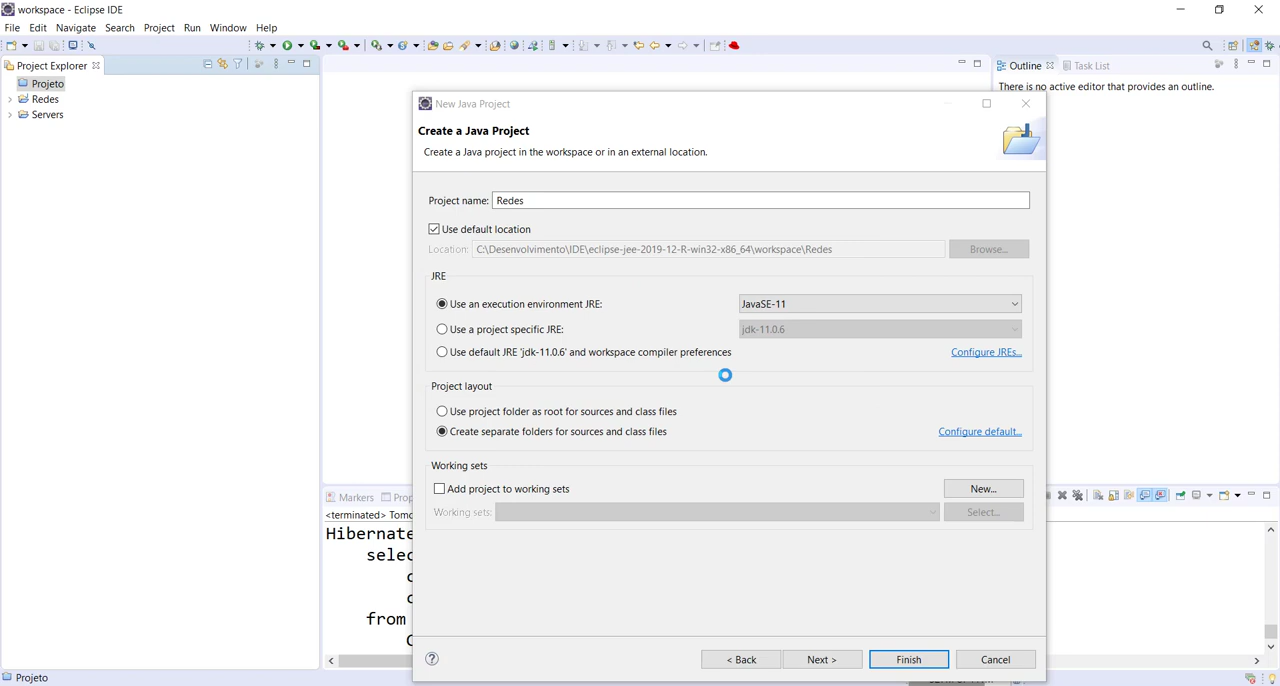 workspace - Eclipse IDE
File Edit Navigate Search Project Run Window Help
Project Explorer
Projeto
Redes
Servers
Outline
Task List
There is no active editor that provides an outline.
New Java Project
Create a Java Project
Create a Java project in the workspace or in an external location.
Project name: Redes
Use default location
Location: C:\Desenvolvimento\IDE\eclipse-jee-2019-12-R-win32-x86_64\workspace\Redes Browse...
JRE
Use an execution environment JRE: JavaSE-11
Use a project specific JRE: jdk-11.0.6
Use default JRE 'jdk-11.0.6' and workspace compiler preferences Configure JREs...
Project layout
Use project folder as root for sources and class files
Create separate folders for sources and class files Configure default...
Working sets
Add project to working sets New...
Working sets: Select...
< Back Next > Finish Cancel
Markers Prop
<terminated> Tomc
Hibernate
selec
c
c
from
Projeto